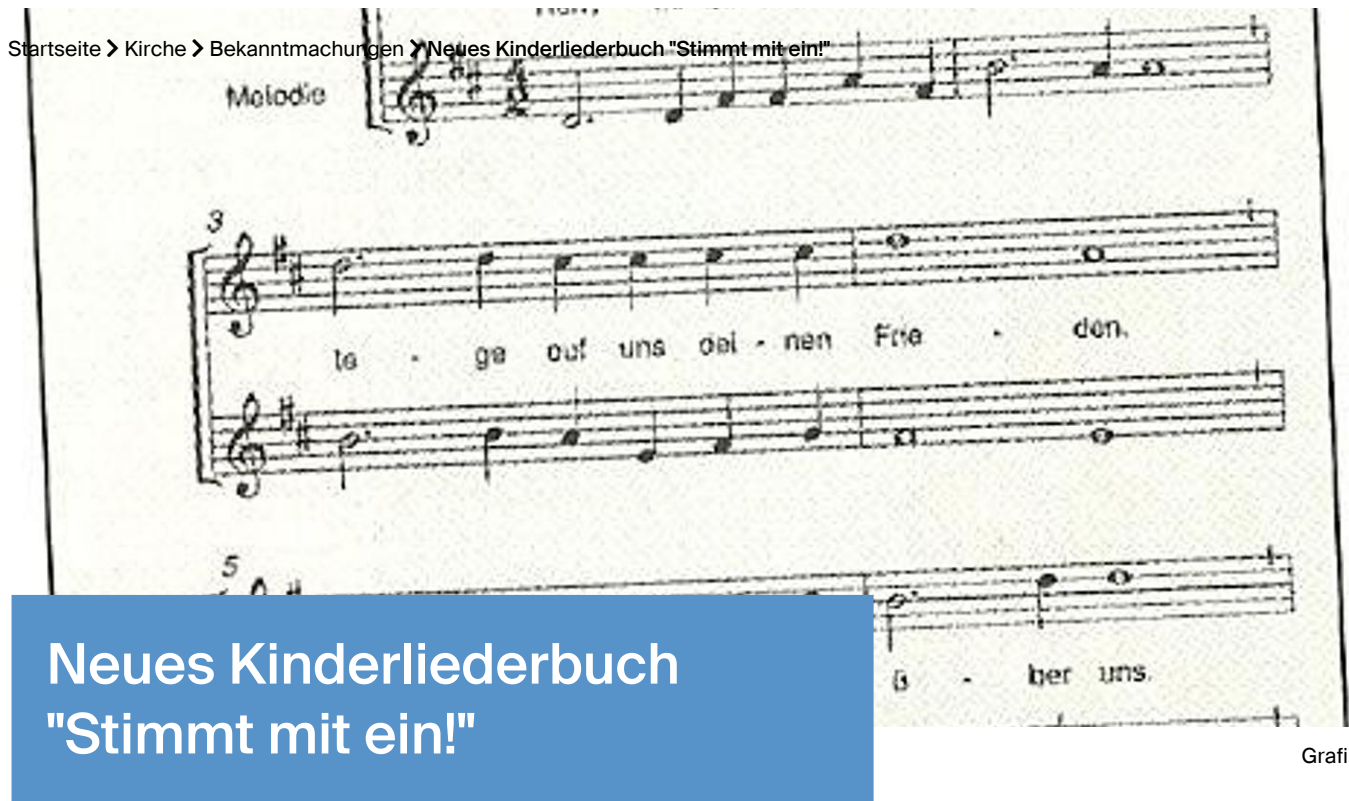 Startseite > Kirche > Bekanntmachungen > Neues Kinderliederbuch "Stimmt mit ein!"
Melodie
3
le - ge auf uns dei - nen Frie - den.
5
ü - ber uns.
Neues Kinderliederbuch
"Stimmt mit ein!"
Grafi